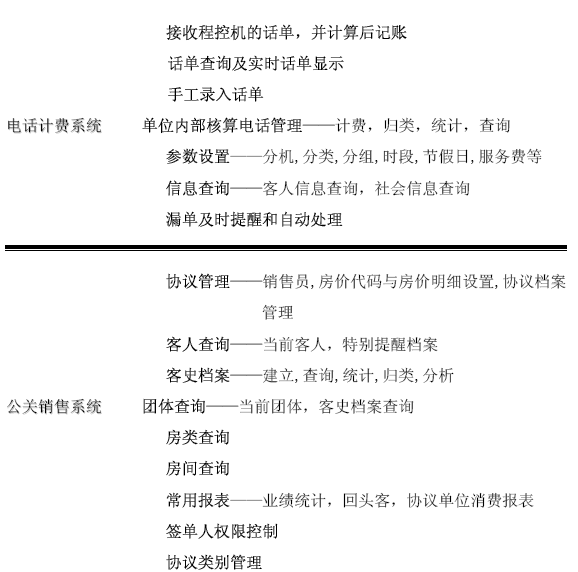 接收程控机的话单，并计算后记账
话单查询及实时话单显示
手工录入话单
电话计费系统 单位内部核算电话管理——计费，归类，统计，查询
参数设置——分机,分类,分组,时段,节假日,服务费等
信息查询——客人信息查询，社会信息查询
漏单及时提醒和自动处理
协议管理——销售员,房价代码与房价明细设置,协议档案
管理
客人查询——当前客人，特别提醒档案
客史档案——建立,查询,统计,归类,分析
公关销售系统 团体查询——当前团体，客史档案查询
房类查询
房间查询
常用报表——业绩统计，回头客，协议单位消费报表
签单人权限控制
协议类别管理